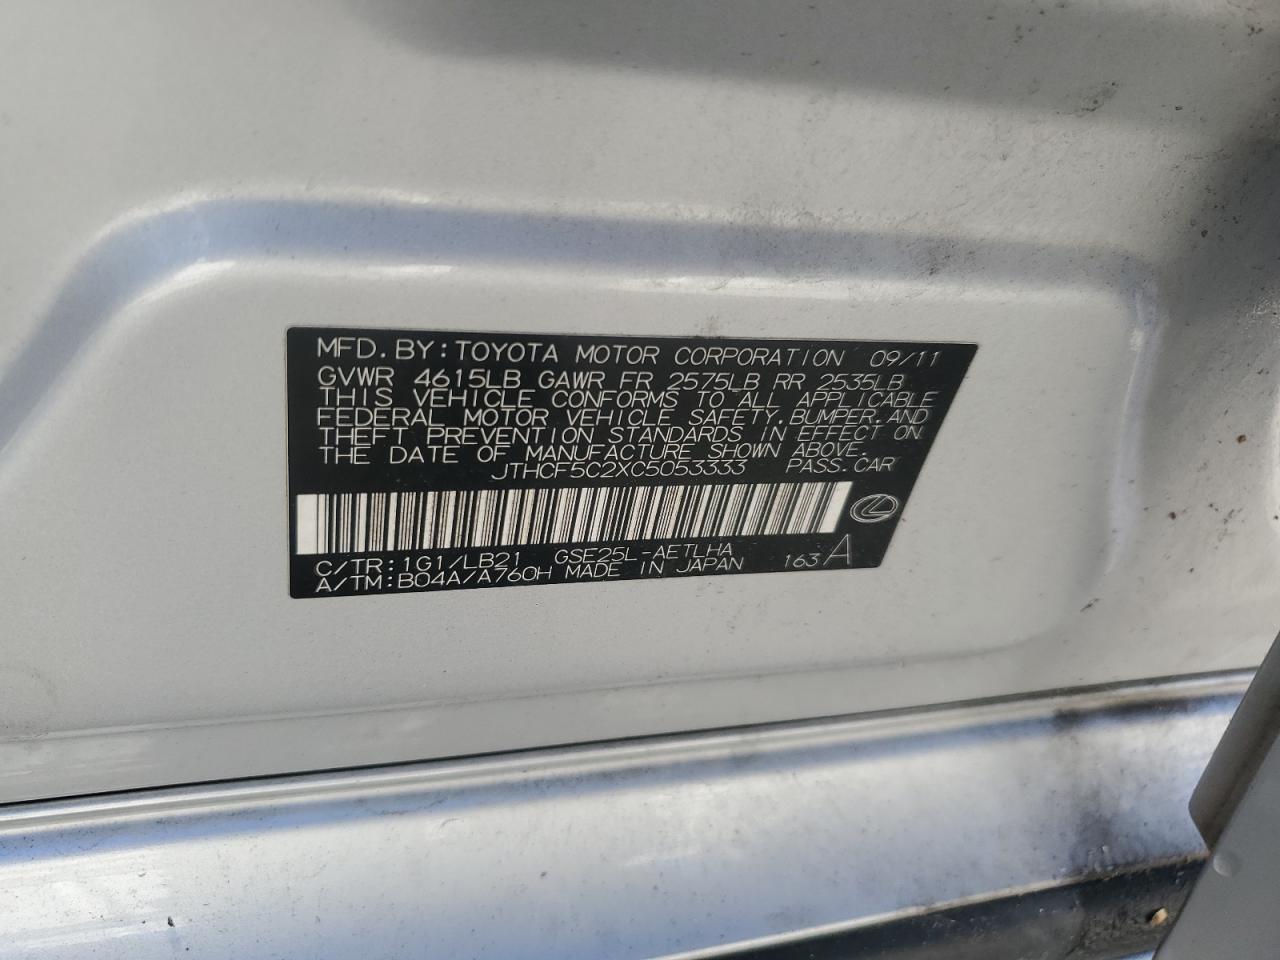 MFD.BY:TOYOTA MOTOR CORPORATION 09/11
GVWR 4615LB GAWR FR 2575LB RR 2535LB
THIS VEHICLE CONFORMS TO ALL APPLICABLE
FEDERAL MOTOR VEHICLE SAFETY,BUMPER,AND
THEFT PREVENTION STANDARDS IN EFFECT ON
THE DATE OF MANUFACTURE SHOWN ABOVE.
JTHCF5C2XC5053333 PASS.CAR
C/TR:1G1/LB21 GSE25L-AETLHA
A/TM:B04A/A760H MADE IN JAPAN 163 A